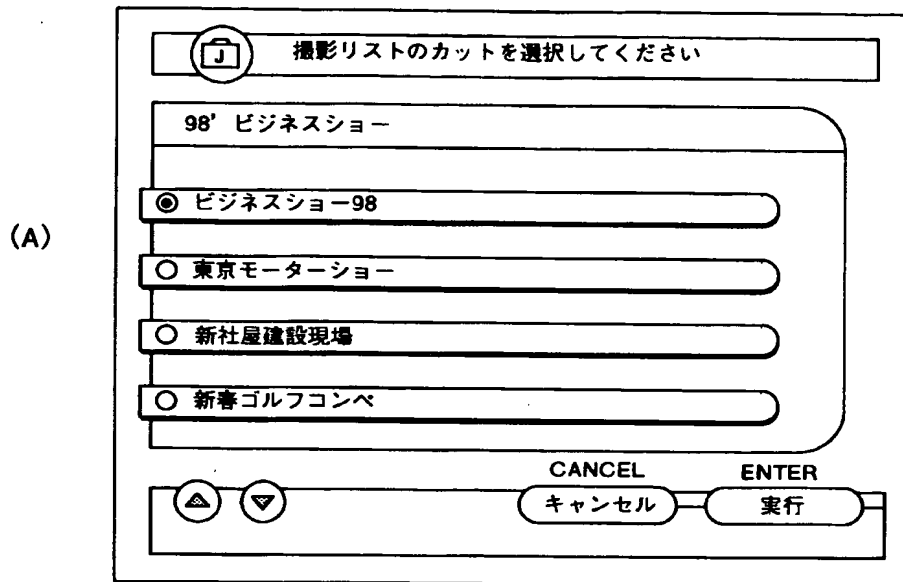 J 撮影リストのカットを選択してください
98' ビジネスショー
ビジネスショー98
(A)
東京モーターショー
新社屋建設現場
新春ゴルフコンペ
CANCEL ENTER
キャンセル 実行